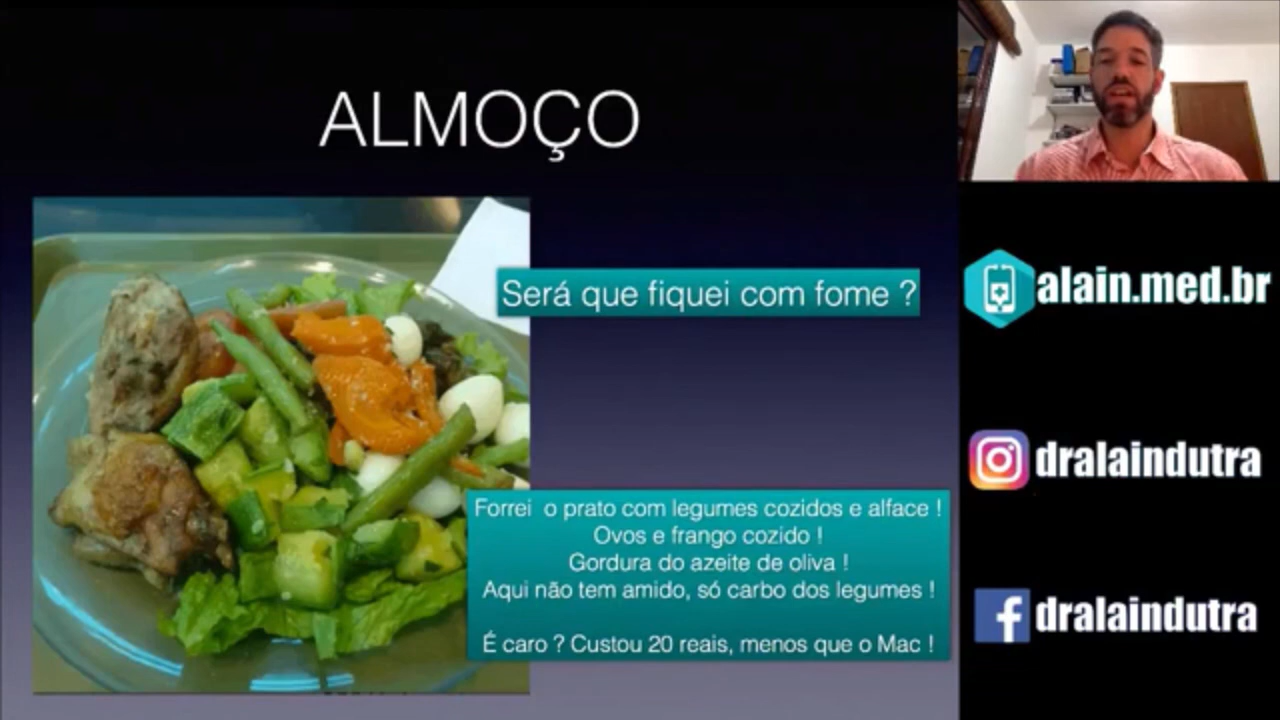 ALMOÇO
Será que fiquei com fome ?
Forrei o prato com legumes cozidos e alface !
Ovos e frango cozido !
Gordura do azeite de oliva !
Aqui não tem amido, só carbo dos legumes !
É caro ? Custou 20 reais, menos que o Mac !
alain.med.br
dralaindutra
dralaindutra